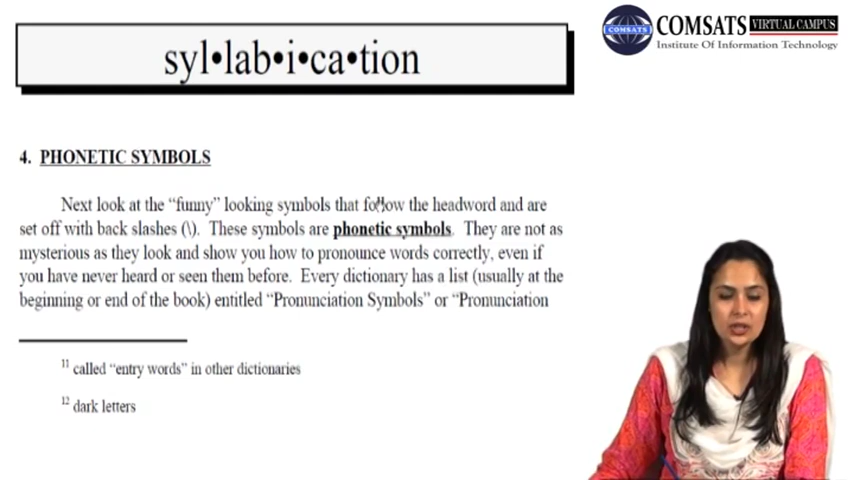 syl•lab•i•ca•tion
COMSATS VIRTUAL CAMPUS
COMSATS
Institute Of Information Technology
4. PHONETIC SYMBOLS
Next look at the “funny” looking symbols that follow the headword and are
set off with back slashes (\). These symbols are phonetic symbols. They are not as
mysterious as they look and show you how to pronounce words correctly, even if
you have never heard or seen them before. Every dictionary has a list (usually at the
beginning or end of the book) entitled “Pronunciation Symbols” or “Pronunciation
11 called “entry words” in other dictionaries
12 dark letters